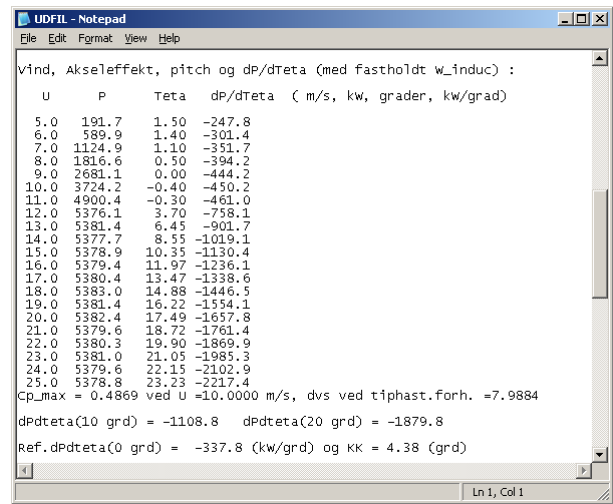 UDFIL - Notepad
File Edit Format View Help
Vind, Akseleffekt, pitch og dP/dTeta (med fastholdt W_induc) :
U P Teta dP/dTeta ( m/s, kW, grader, kW/grad)
5.0 191.7 1.50 -247.8
6.0 589.9 1.40 -301.4
7.0 1124.9 1.10 -351.7
8.0 1816.6 0.50 -394.2
9.0 2681.1 0.00 -444.2
10.0 3724.2 -0.40 -450.2
11.0 4900.4 -0.30 -461.0
12.0 5376.1 3.70 -758.1
13.0 5381.4 6.45 -901.7
14.0 5377.7 8.55 -1019.1
15.0 5378.9 10.35 -1130.4
16.0 5379.4 11.97 -1236.1
17.0 5380.4 13.47 -1338.6
18.0 5383.0 14.88 -1446.5
19.0 5381.4 16.22 -1554.1
20.0 5382.4 17.49 -1657.8
21.0 5379.6 18.72 -1761.4
22.0 5380.3 19.90 -1869.9
23.0 5381.0 21.05 -1985.3
24.0 5379.6 22.15 -2102.9
25.0 5378.8 23.23 -2217.4
Cp_max = 0.4869 ved U =10.0000 m/s, dvs ved tiphast.forh. =7.9884
dPdteta(10 grd) = -1108.8 dPdteta(20 grd) = -1879.8
Ref.dPdteta(0 grd) = -337.8 (kW/grd) og KK = 4.38 (grd)
Ln 1, Col 1